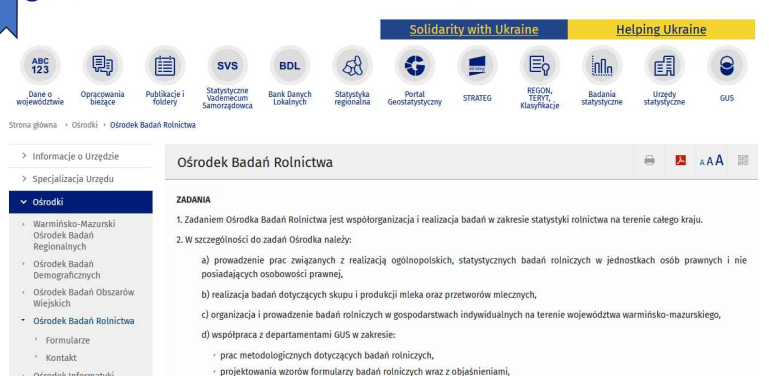 Solidarity with Ukraine
Helping Ukraine
ABC
123
SVS
BDL
Dane o
województwie
Opracowania
bieżące
Publikacje i
foldery
Statystyczne
Vademecum
Samorządowca
Bank Danych
Lokalnych
Statystyka
regionalna
Portal
Geostatystyczny
STRATEG
REGON,
TERYT,
Klasyfikacje
Badania
statystyczne
Urzędy
statystyczne
GUS
Strona główna Ośrodki Ośrodek Badań Rolnictwa
Informacje o Urzędzie
Specjalizacja Urzędu
Ośrodki
Warmińsko-Mazurski
Ośrodek Badań
Regionalnych
Ośrodek Badań
Demograficznych
Ośrodek Badań Obszarów
Wiejskich
Ośrodek Badań Rolnictwa
Formularze
Kontakt
Ośrodek Informatyki
Ośrodek Badań Rolnictwa
A A A
ZADANIA
1. Zadaniem Ośrodka Badań Rolnictwa jest współorganizacja i realizacja badań w zakresie statystyki rolnictwa na terenie całego kraju.
2. W szczególności do zadań Ośrodka należy:
a) prowadzenie prac związanych z realizacją ogólnopolskich, statystycznych badań rolniczych w jednostkach osób prawnych i nie
posiadających osobowości prawnej,
b) realizacja badań dotyczących skupu i produkcji mleka oraz przetworów mlecznych,
c) organizacja i prowadzenie badań rolniczych w gospodarstwach indywidualnych na terenie województwa warmińsko-mazurskiego,
d) współpraca z departamentami GUS w zakresie:
prac metodologicznych dotyczących badań rolniczych,
projektowania wzorów formularzy badań rolniczych wraz z objaśnieniami,